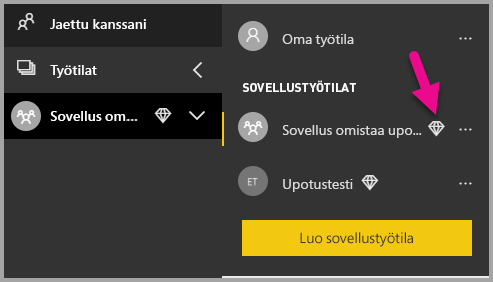 Jaettu kanssani
Työtilat
Sovellus om...
Oma työtila
...
SOVELLUSTYÖTILAT
Sovellus omistaa upo...
...
ET
Upotustesti
...
Luo sovellustyötila